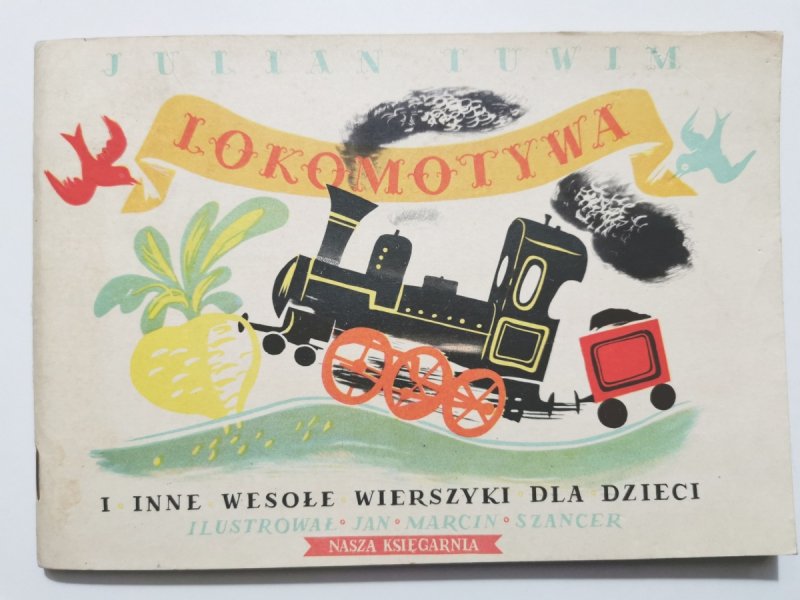 JULIAN TUWIM
LOKOMOTYWA
I · INNE · WESOŁE · WIERSZYKI · DLA · DZIECI
ILUSTROWAŁ · JAN · MARCIN · SZANCER
NASZA KSIĘGARNIA